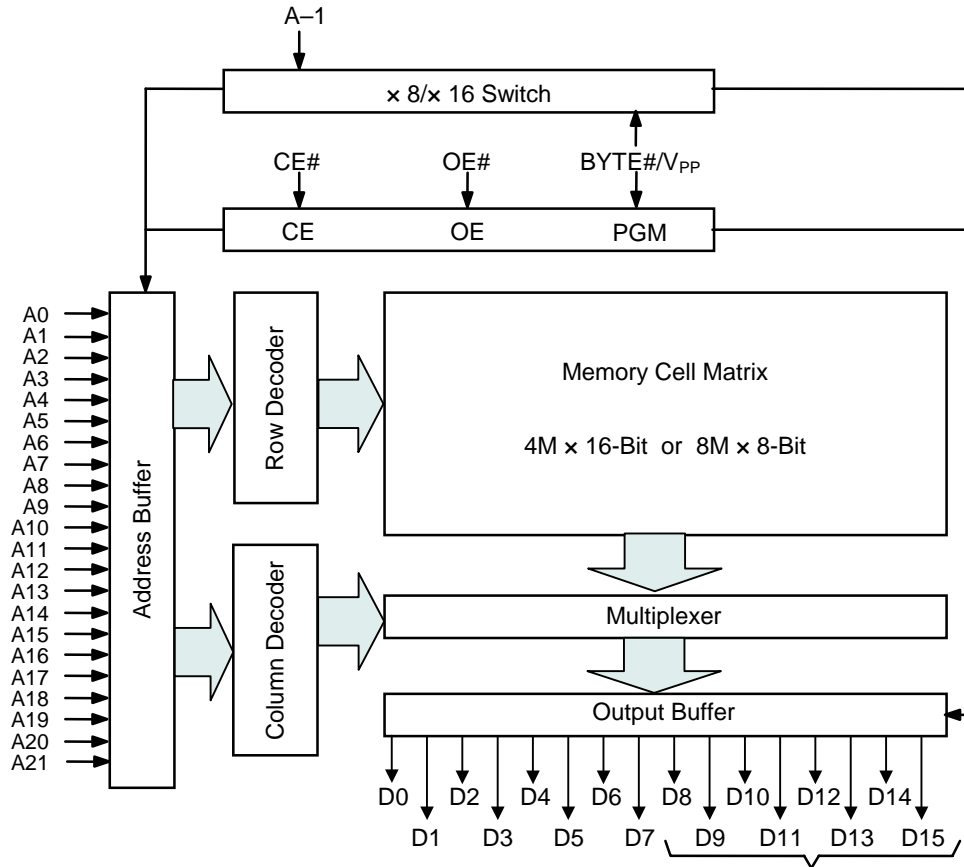 A–1
× 8/× 16 Switch
CE# OE# BYTE#/VPP
CE OE PGM
A0
A1
A2
A3
A4
A5
A6
A7
A8
A9
A10
A11
A12
A13
A14
A15
A16
A17
A18
A19
A20
A21
Address Buffer
Row Decoder
Column Decoder
Memory Cell Matrix
4M × 16-Bit or 8M × 8-Bit
Multiplexer
Output Buffer
D0 D2 D4 D6 D8 D10 D12 D14
D1 D3 D5 D7 D9 D11 D13 D15